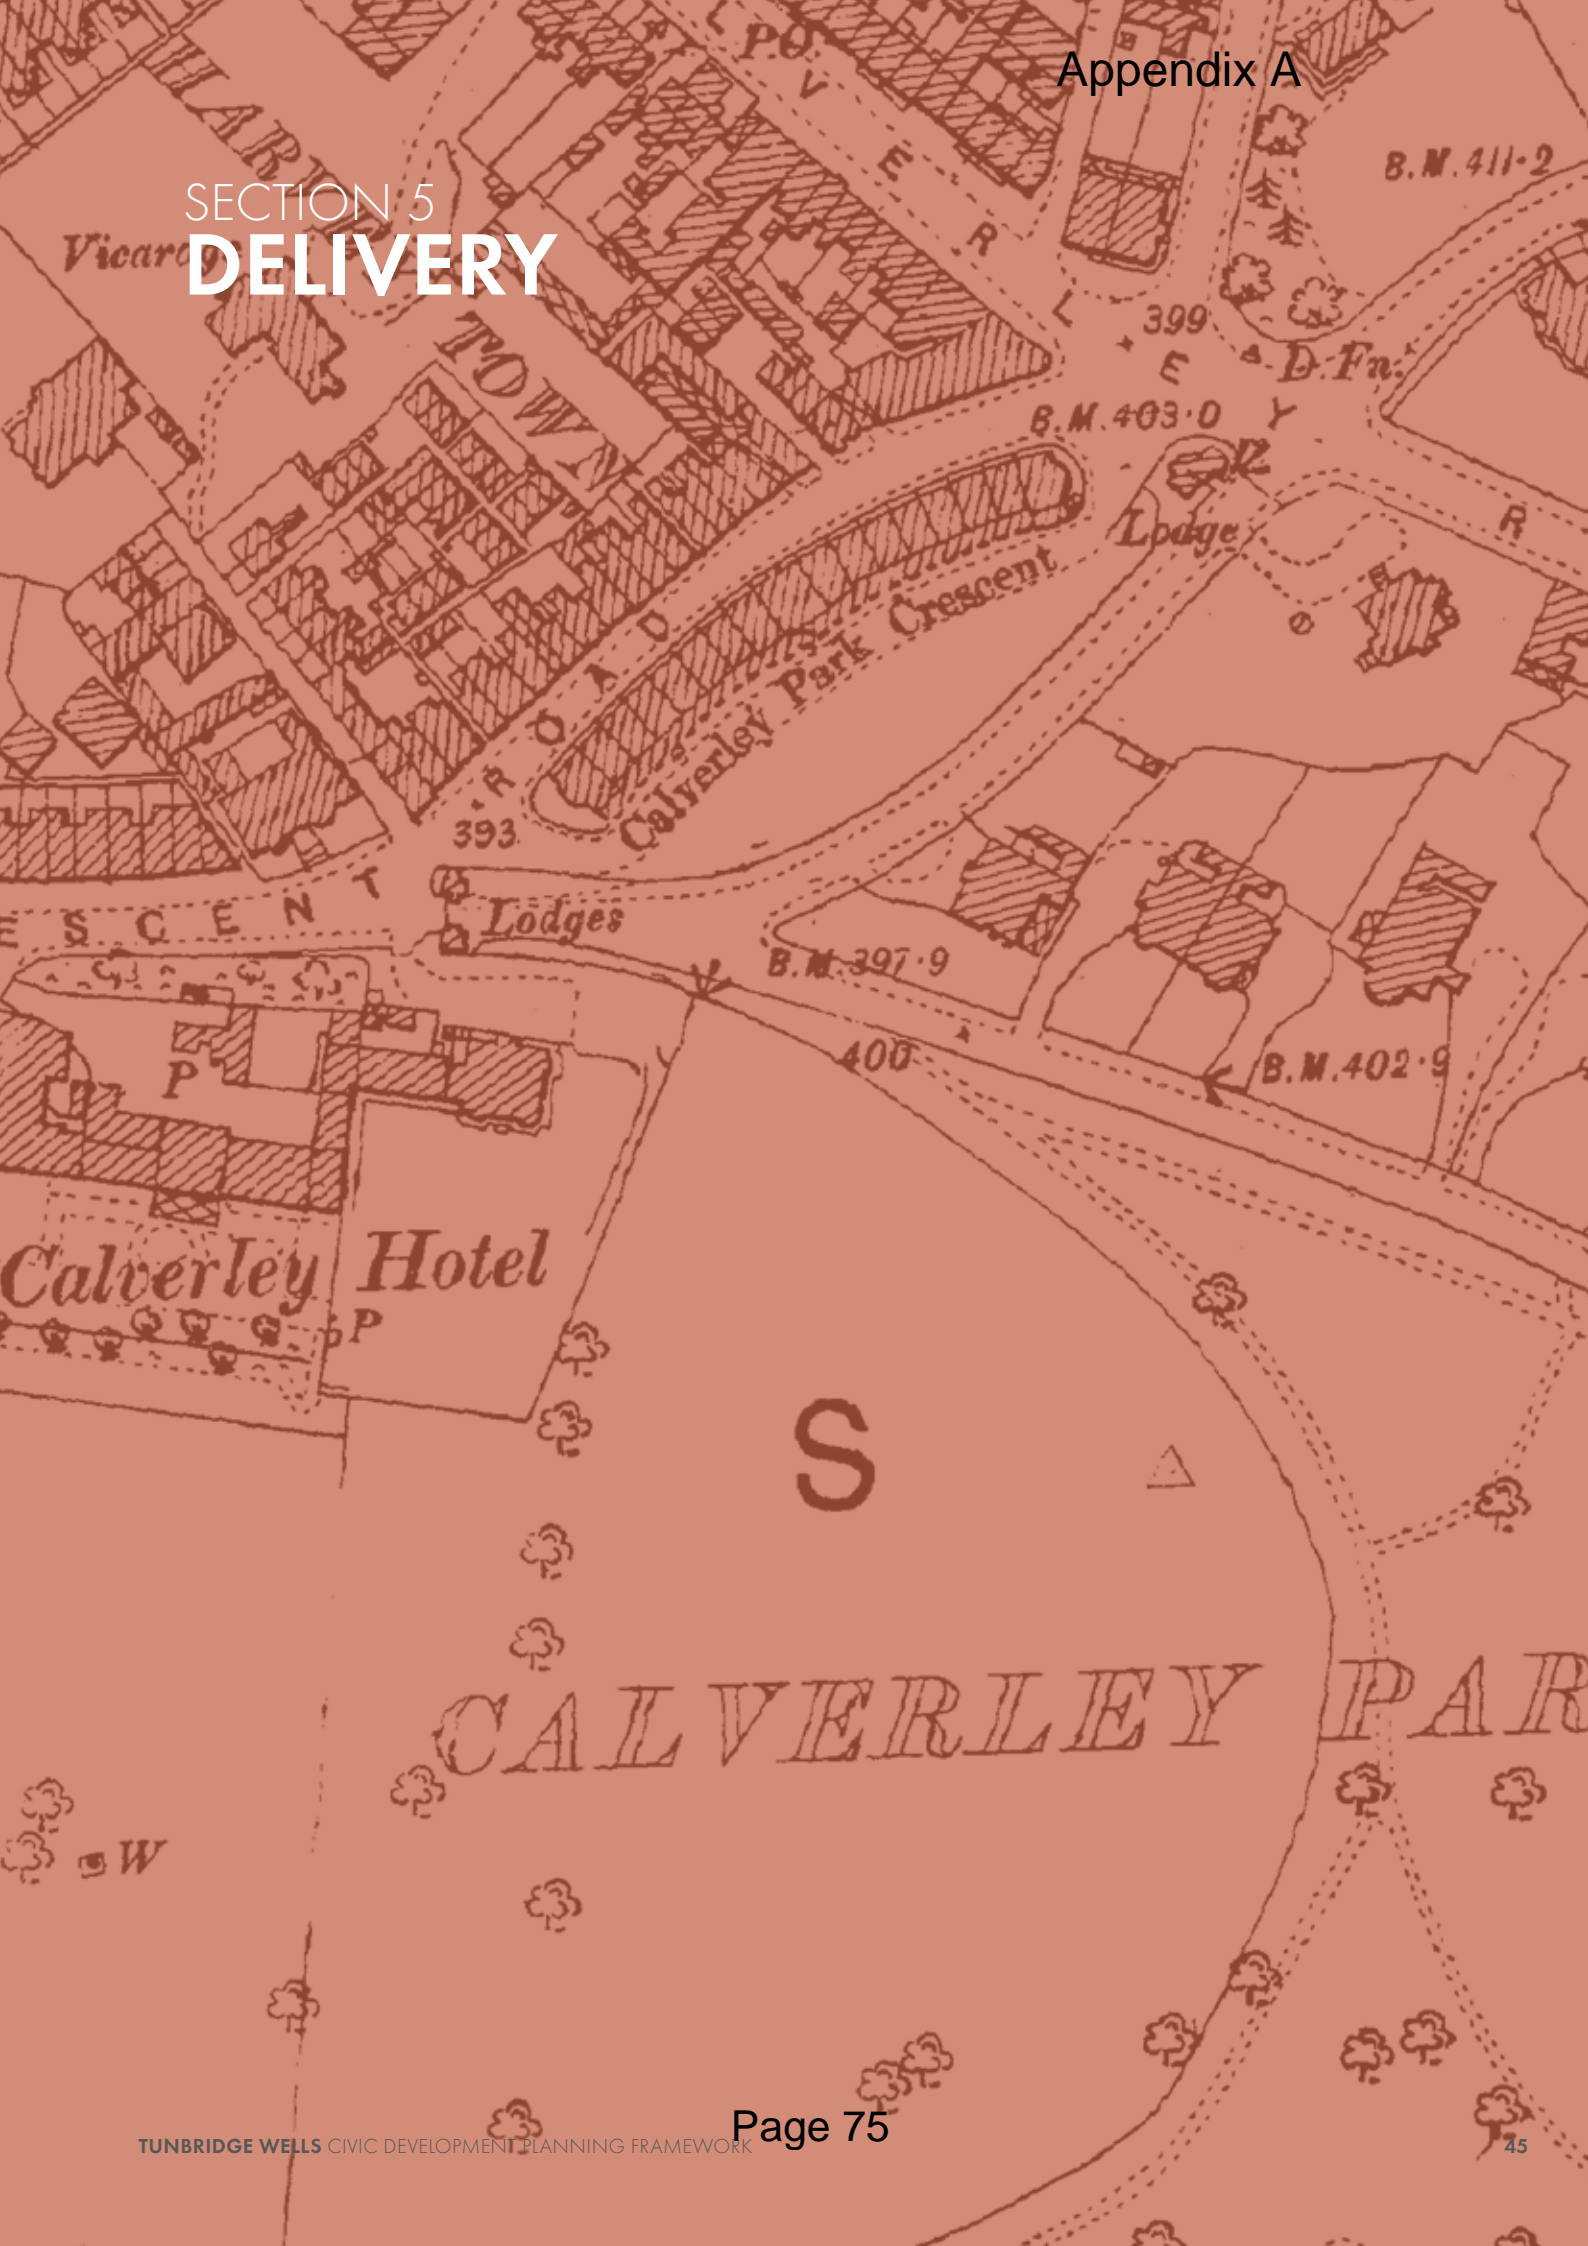 Appendix A
P.O.
V
E
R
L
E
Y
B.M.411·2
SECTION 5
DELIVERY
TOWN
399
D.Fn.
B.M.403·0
R
Lodge
ROAD
Calverley Park Crescent
393
ESCENT
Lodges
B.M.397·9
P
400
B.M.402·9
Calverley Hotel
P
S
CALVERLEY PAR
W
Page 75
TUNBRIDGE WELLS CIVIC DEVELOPMENT PLANNING FRAMEWORK
45